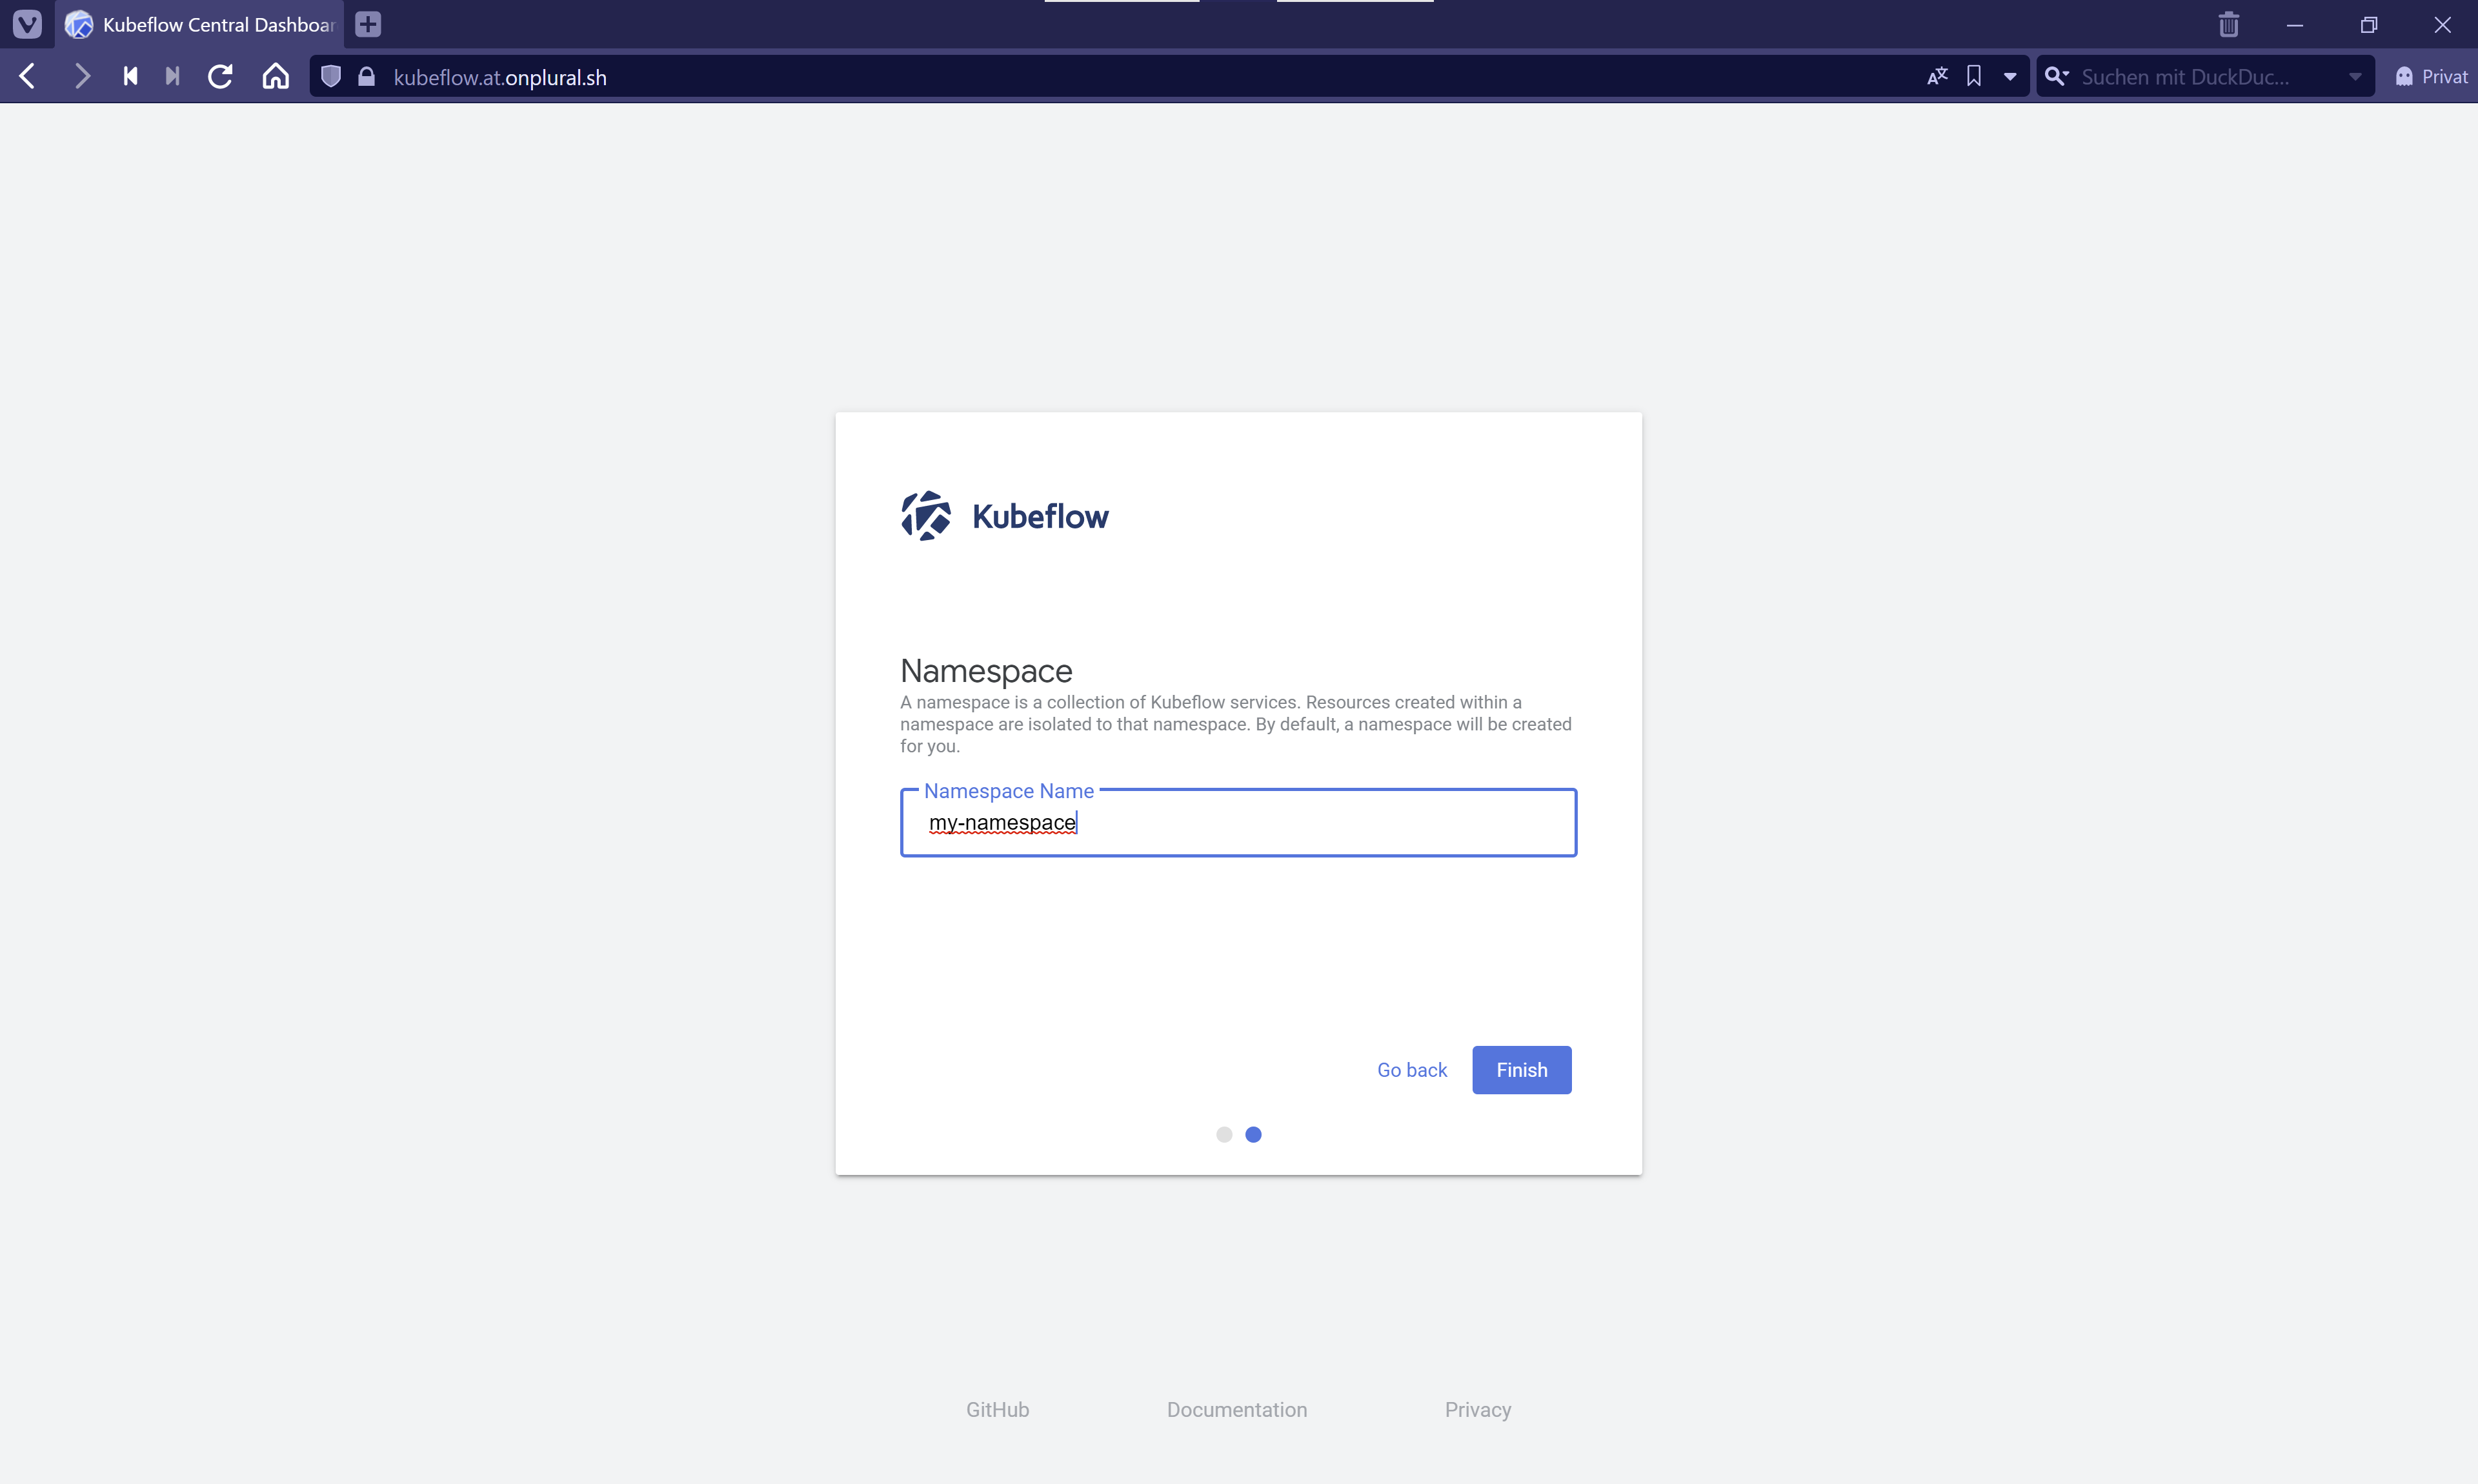 Kubeflow Central Dashboar
kubeflow.at.onplural.sh
Suchen mit DuckDuc...
Privat
Kubeflow
Namespace
A namespace is a collection of Kubeflow services. Resources created within a
namespace are isolated to that namespace. By default, a namespace will be created
for you.
Namespace Name
my-namespace
Go back
Finish
GitHub
Documentation
Privacy